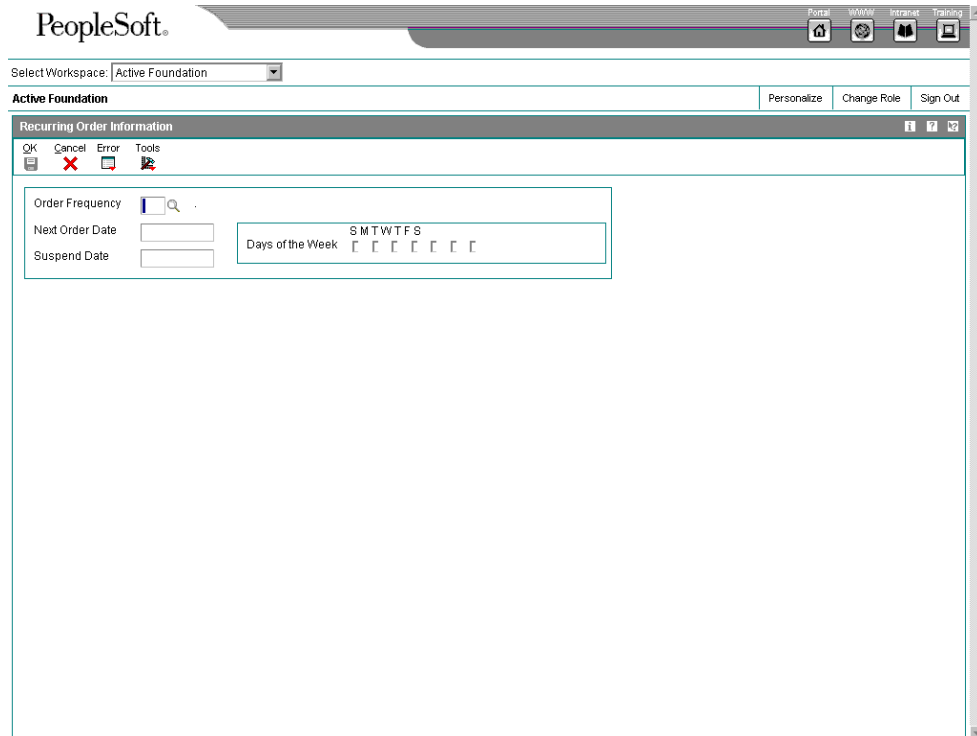 PeopleSoft®
Portal WWW Intranet Training
Select Workspace: Active Foundation
Active Foundation Personalize Change Role Sign Out
Recurring Order Information
OK Cancel Error Tools
Order Frequency
Next Order Date
S M T W T F S
Days of the Week
Suspend Date